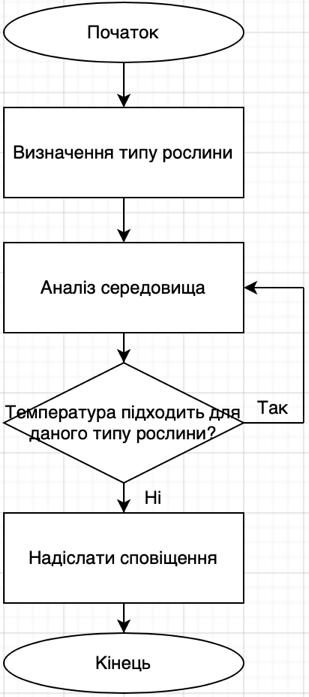 Початок
Визначення типу рослини
Аналіз середовища
Температура підходить для
даного типу рослини?
Так
Ні
Надіслати сповіщення
Кінець